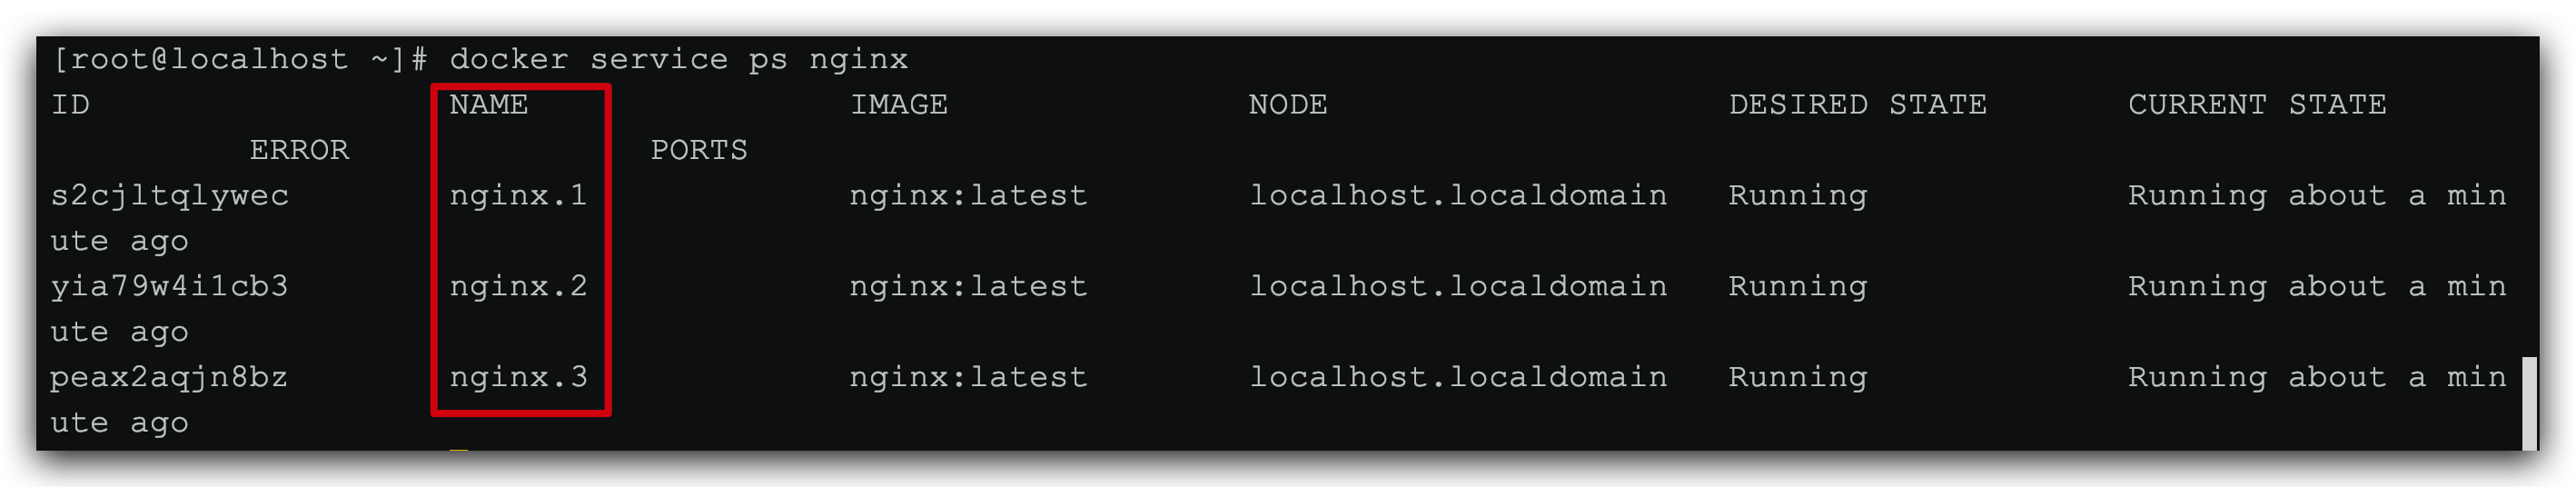 [root@localhost ~]# docker service ps nginx
ID                  NAME                IMAGE               NODE                    DESIRED STATE       CURRENT STATE
          ERROR               PORTS
s2cjltqlywec        nginx.1             nginx:latest        localhost.localdomain   Running             Running about a min
ute ago
yia79w4i1cb3        nginx.2             nginx:latest        localhost.localdomain   Running             Running about a min
ute ago
peax2aqjn8bz        nginx.3             nginx:latest        localhost.localdomain   Running             Running about a min
ute ago